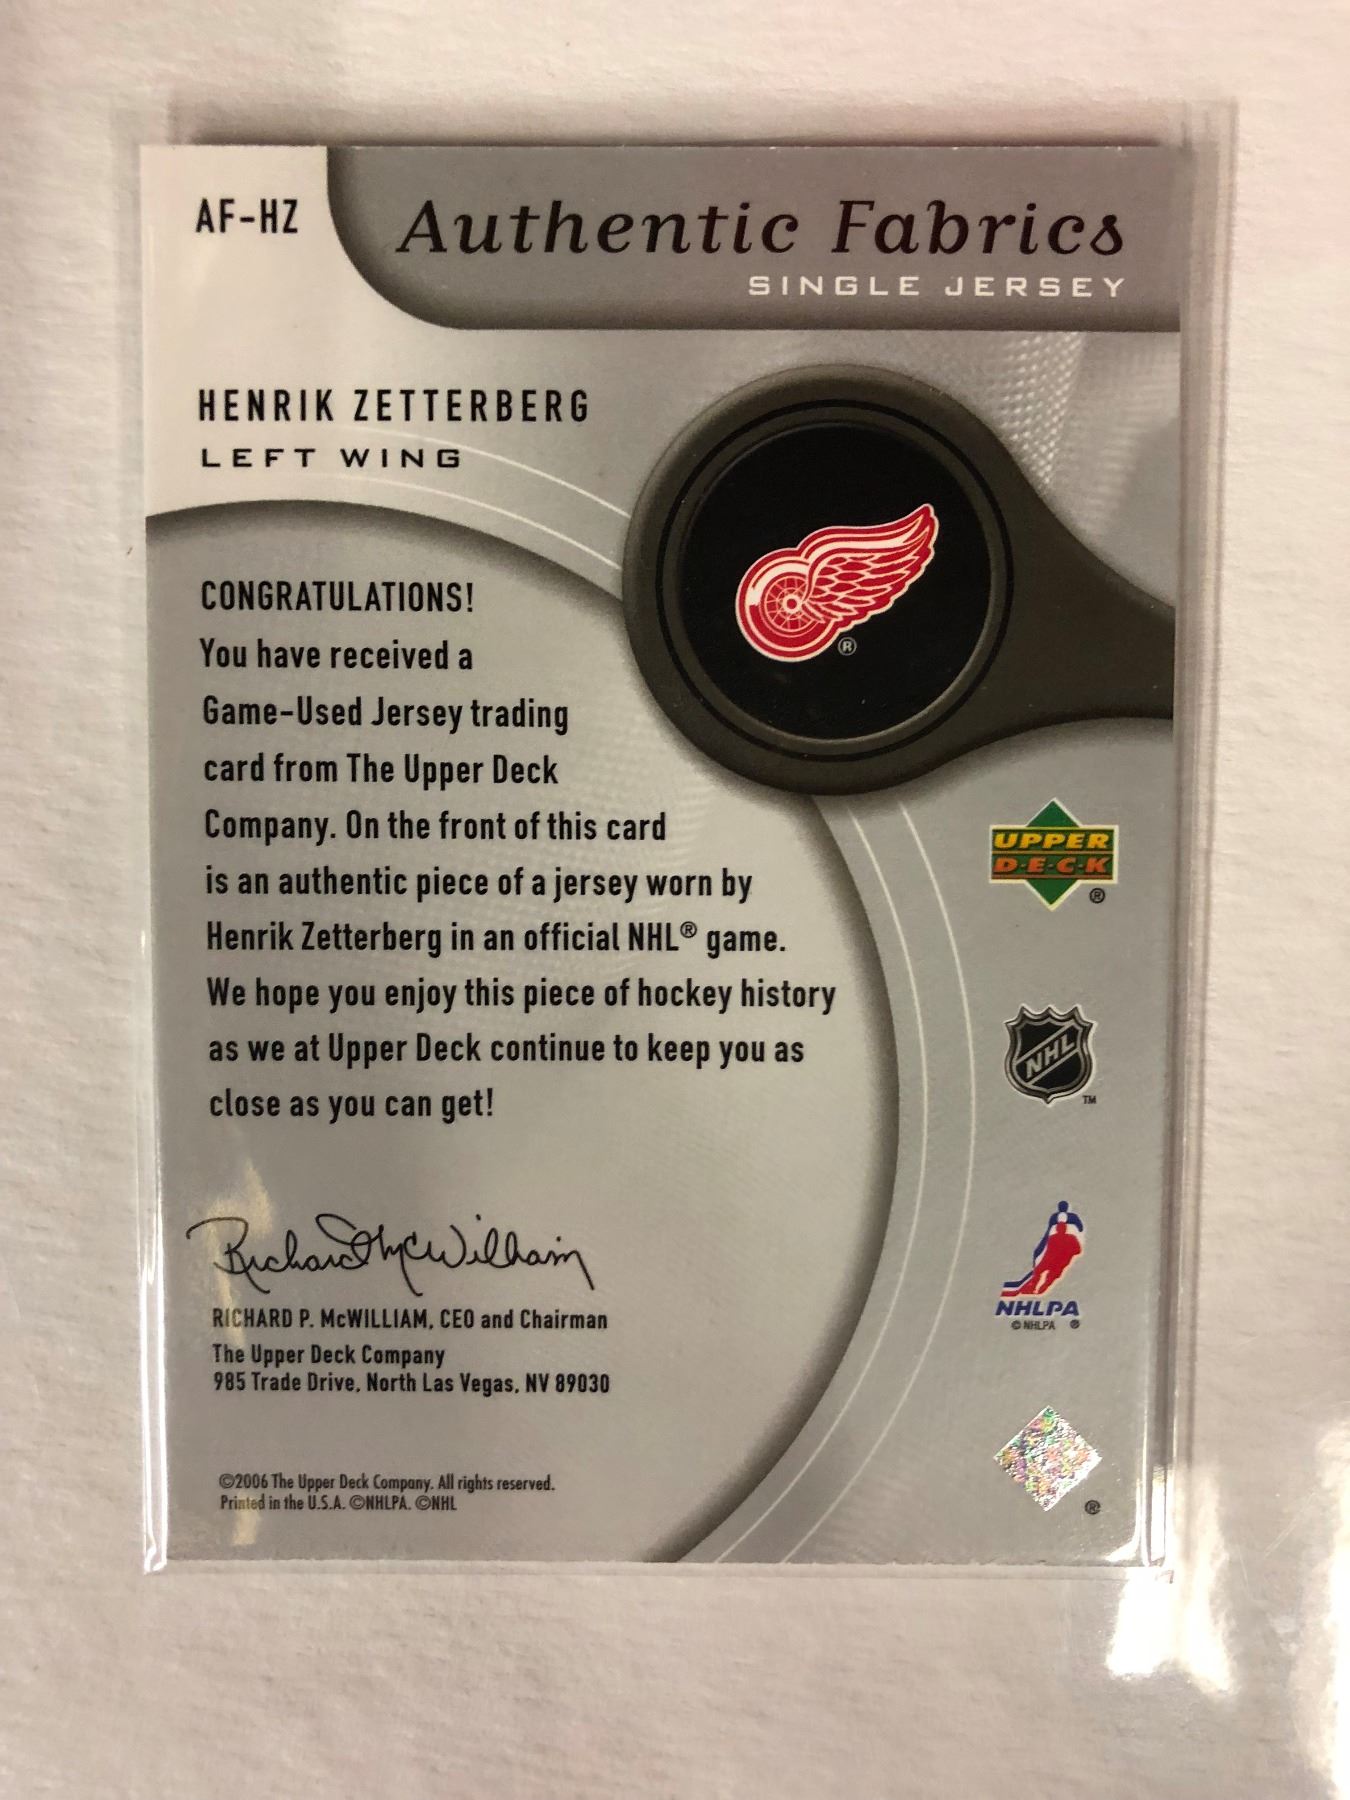 AF-HZ
Authentic Fabrics
SINGLE JERSEY
HENRIK ZETTERBERG
LEFT WING
®
CONGRATULATIONS!
You have received a
Game-Used Jersey trading
card from The Upper Deck
Company. On the front of this card
is an authentic piece of a jersey worn by
Henrik Zetterberg in an official NHL® game.
We hope you enjoy this piece of hockey history
as we at Upper Deck continue to keep you as
close as you can get!
UPPER
D·E·C·K
®
NHL
™
NHLPA
©NHLPA ®
Richard McWilliam
RICHARD P. McWILLIAM, CEO and Chairman
The Upper Deck Company
985 Trade Drive, North Las Vegas, NV 89030
©2006 The Upper Deck Company. All rights reserved.
Printed in the U.S.A. ©NHLPA. ©NHL
®